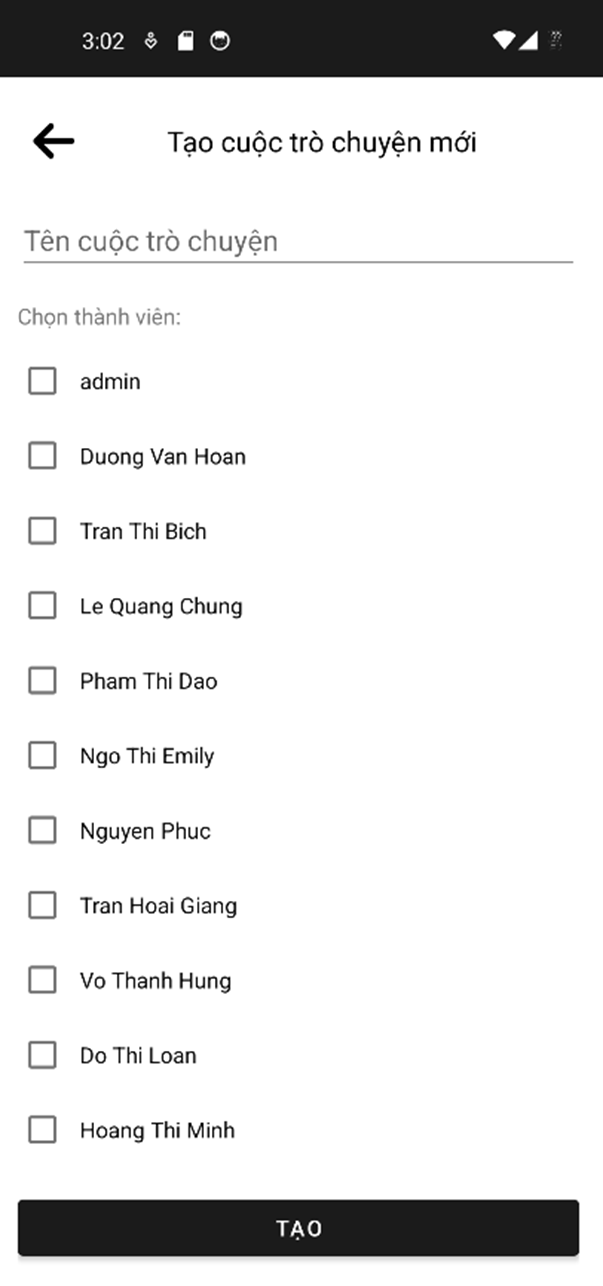 3:02
Tạo cuộc trò chuyện mới
Tên cuộc trò chuyện
Chọn thành viên:
admin
Duong Van Hoan
Tran Thi Bich
Le Quang Chung
Pham Thi Dao
Ngo Thi Emily
Nguyen Phuc
Tran Hoai Giang
Vo Thanh Hung
Do Thi Loan
Hoang Thi Minh
TẠO